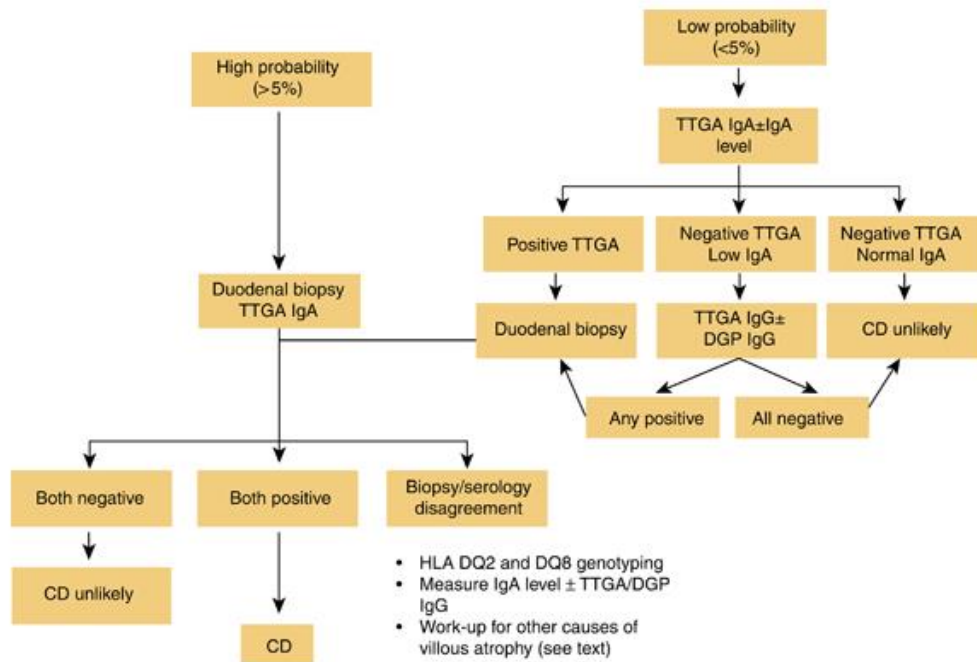 Low probability
(<5%)
High probability
(>5%)
TTGA IgA±IgA
level
Positive TTGA
Negative TTGA
Low IgA
Negative TTGA
Normal IgA
Duodenal biopsy
TTGA IgA
Duodenal biopsy
TTGA IgG±
DGP IgG
CD unlikely
Any positive
All negative
Both negative
Both positive
Biopsy/serology
disagreement
CD unlikely
CD
• HLA DQ2 and DQ8 genotyping
• Measure IgA level ± TTGA/DGP
IgG
• Work-up for other causes of
villous atrophy (see text)